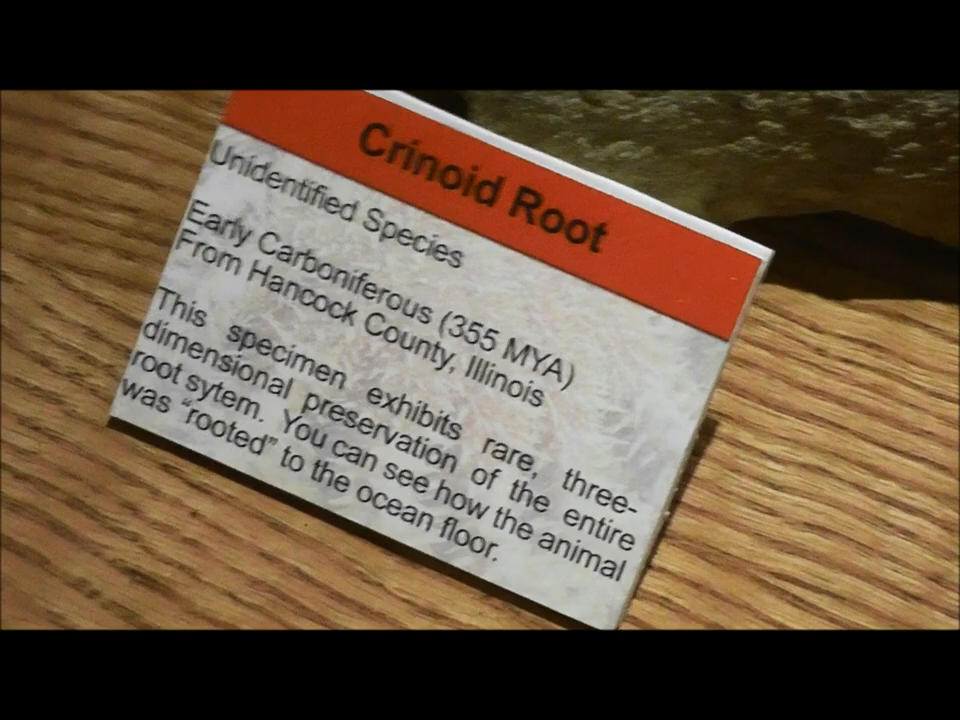 Crinoid Root
Unidentified Species
Early Carboniferous (355 MYA)
From Hancock County, Illinois
This specimen exhibits rare, three-
dimensional preservation of the entire
root sytem. You can see how the animal
was “rooted” to the ocean floor.